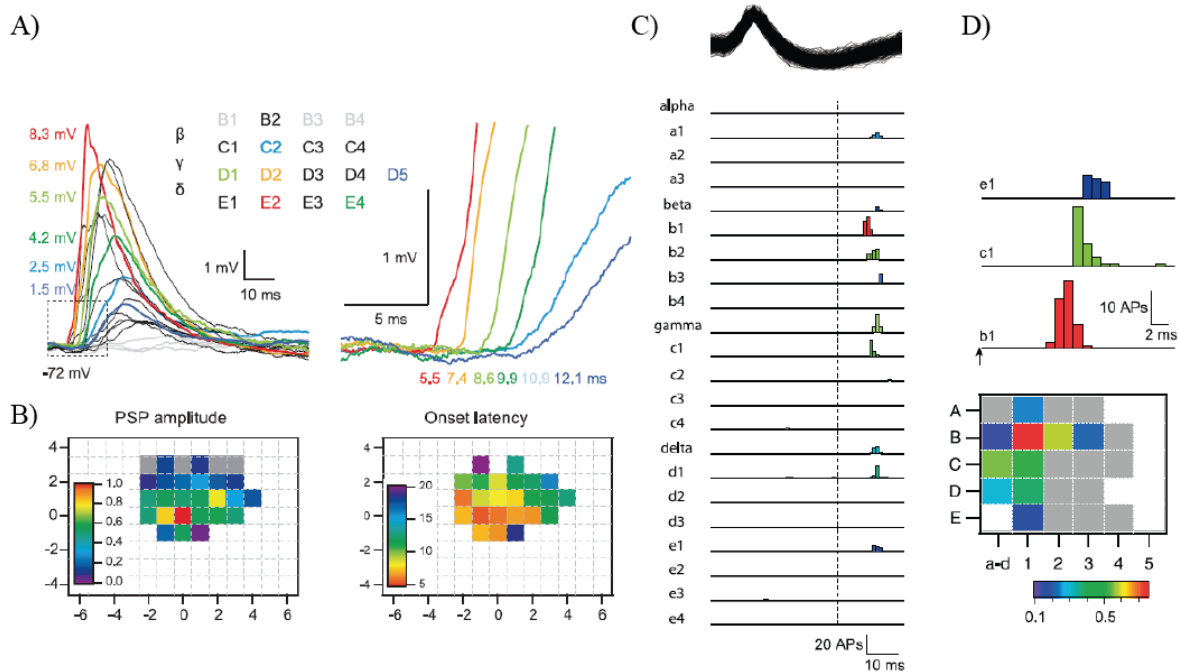 A)
8.3 mV
6.8 mV
5.5 mV
4.2 mV
2.5 mV
1.5 mV
-72 mV
β
γ
δ
B1 B2 B3 B4
C1 C2 C3 C4
D1 D2 D3 D4 D5
E1 E2 E3 E4
1 mV
10 ms
1 mV
5 ms
5.5 7.4 8.6 9.9 10.9 12.1 ms
B)
PSP amplitude
4
2
0
-2
-4
1.0
0.8
0.6
0.4
0.2
0.0
-4 -2 0 2 4 6
Onset latency
4
2
0
-2
-4
20
15
10
5
-4 -2 0 2 4 6
C)
alpha
a1
a2
a3
beta
b1
b2
b3
b4
gamma
c1
c2
c3
c4
delta
d1
d2
d3
e1
e2
e3
e4
20 APs
10 ms
D)
e1
c1
b1
10 APs
2 ms
A
B
C
D
E
a-d 1 2 3 4 5
0.1 0.5